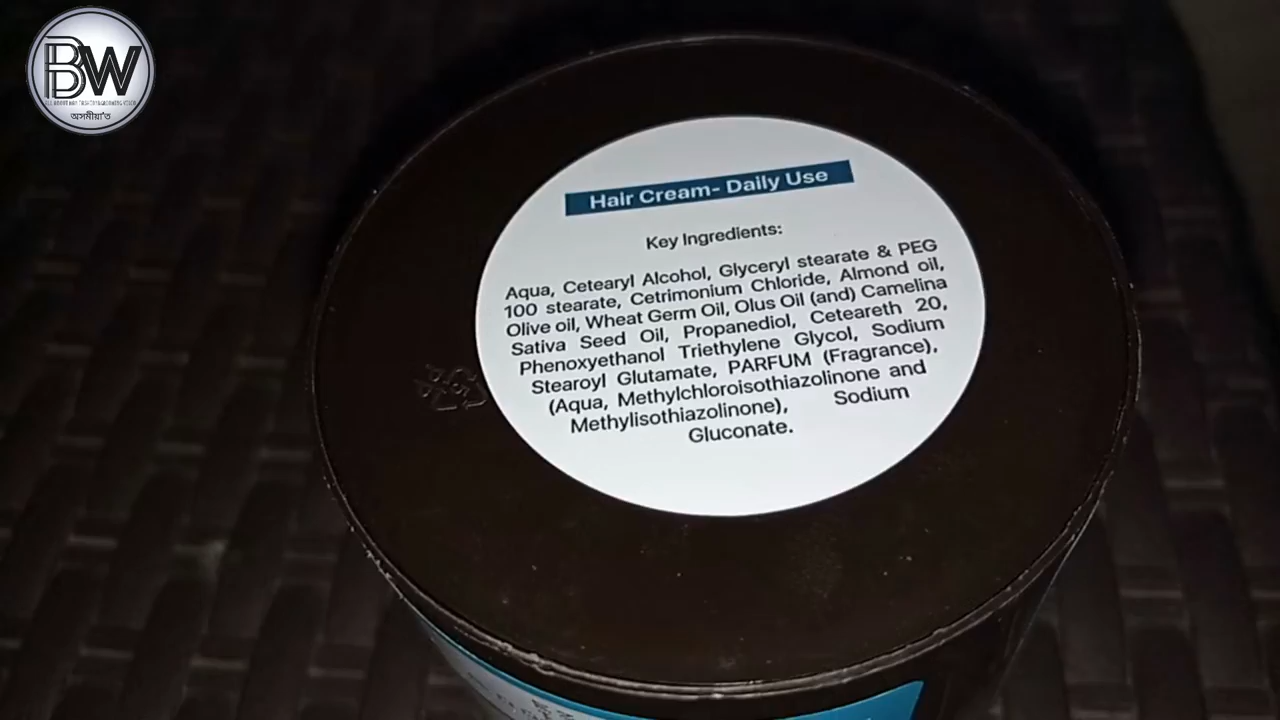 BW
অসমীয়া'ত
Hair Cream- Daily Use
Key Ingredients:
Aqua, Cetearyl Alcohol, Glyceryl stearate & PEG
100 stearate, Cetrimonium Chloride, Almond oil,
Olive oil, Wheat Germ Oil, Olus Oil (and) Camelina
Sativa Seed Oil, Propanediol, Ceteareth 20,
Phenoxyethanol Triethylene Glycol, Sodium
Stearoyl Glutamate, PARFUM (Fragrance),
(Aqua, Methylchloroisothiazolinone and
Methylisothiazolinone), Sodium
Gluconate.